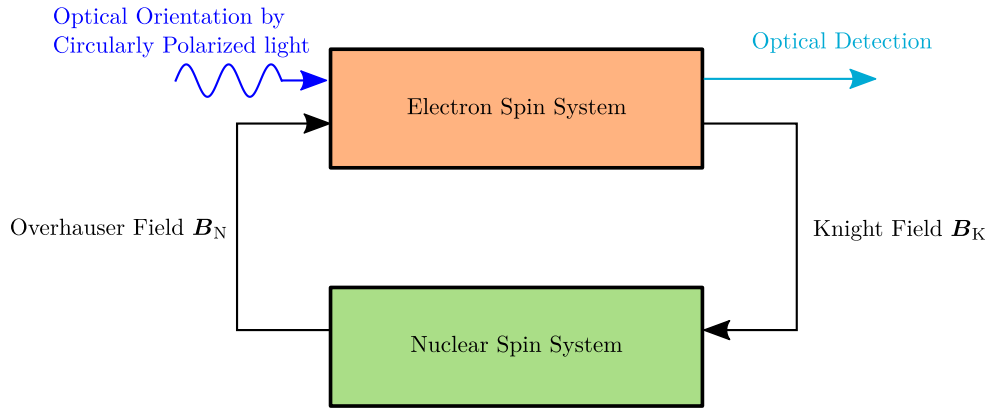 Optical Orientation by
Circularly Polarized light
Optical Detection
Electron Spin System
Overhauser Field B_N
Knight Field B_K
Nuclear Spin System